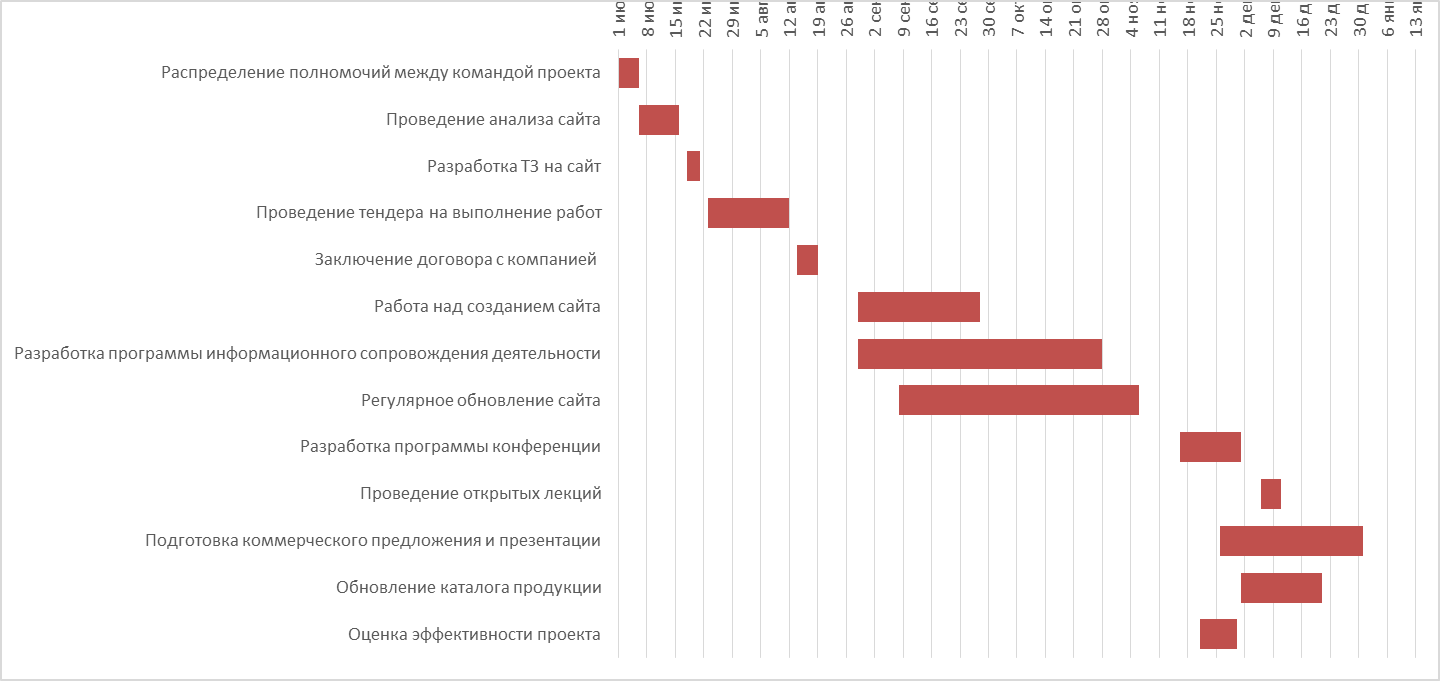 1 ию
8 ию
15 ию
22 ию
29 ию
5 авг
12 ав
19 ав
26 ав
2 сен
9 сен
16 се
23 се
30 се
7 окт
14 ок
21 ок
28 ок
4 ноя
11 но
18 но
25 но
2 дек
9 дек
16 д
23 д
30 д
6 янв
13 ян
Распределение полномочий между командой проекта
Проведение анализа сайта
Разработка ТЗ на сайт
Проведение тендера на выполнение работ
Заключение договора с компанией
Работа над созданием сайта
Разработка программы информационного сопровождения деятельности
Регулярное обновление сайта
Разработка программы конференции
Проведение открытых лекций
Подготовка коммерческого предложения и презентации
Обновление каталога продукции
Оценка эффективности проекта